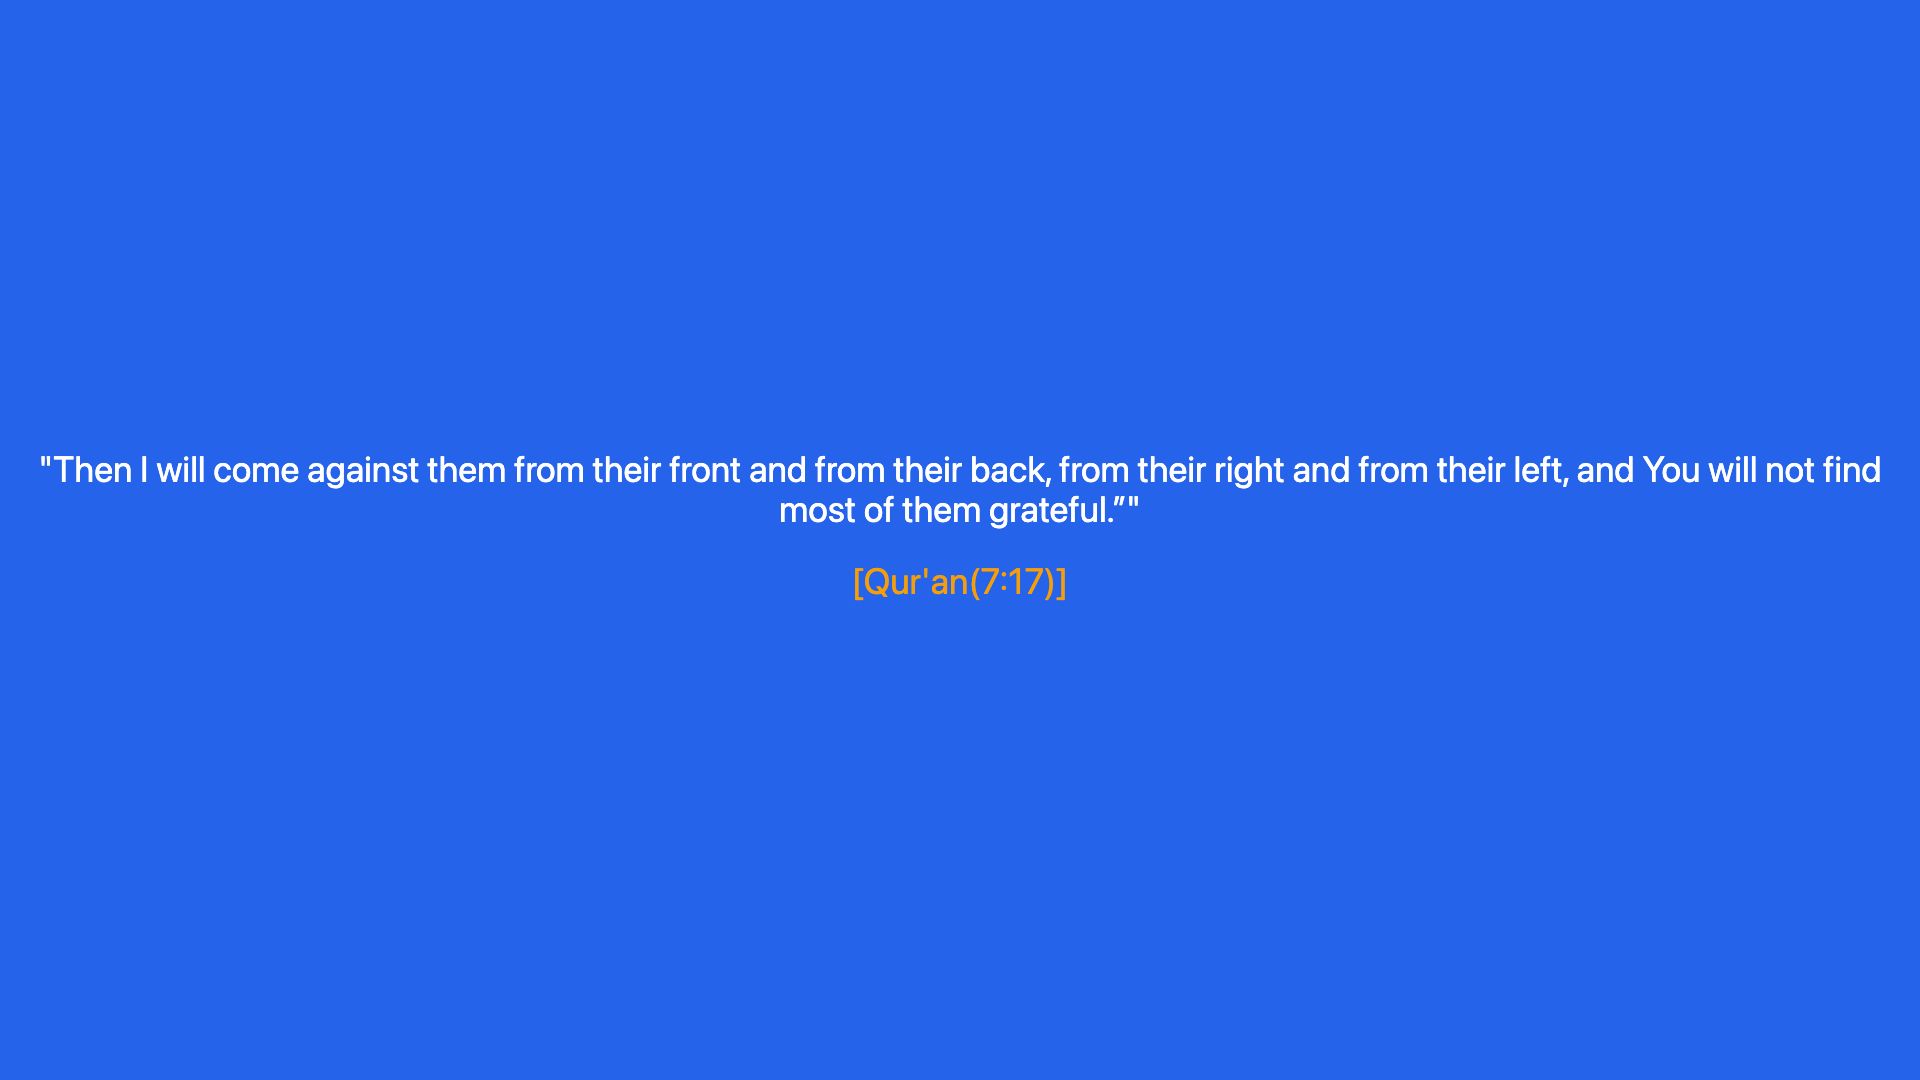 "Then I will come against them from their front and from their back, from their right and from their left, and You will not find
most of them grateful.”"
[Qur'an(7:17)]